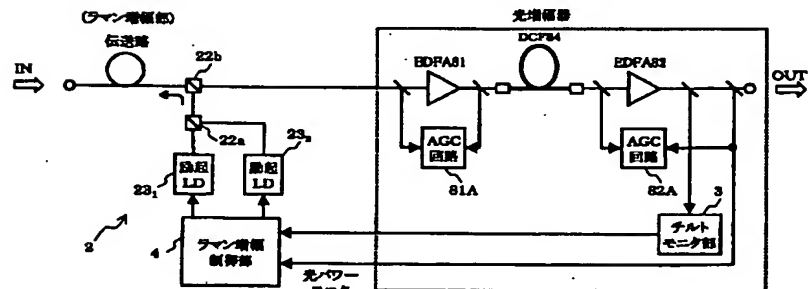 (ラマン増幅部)
伝送路
IN
22b
22a
励起
LD
23₁
励起
LD
23ₙ
2
4
ラマン増幅
制御部
光パワー
モニタ
光増幅器
EDFA81
DCF84
EDFA82
OUT
AGC
回路
81A
AGC
回路
82A
3
チルト
モニタ部